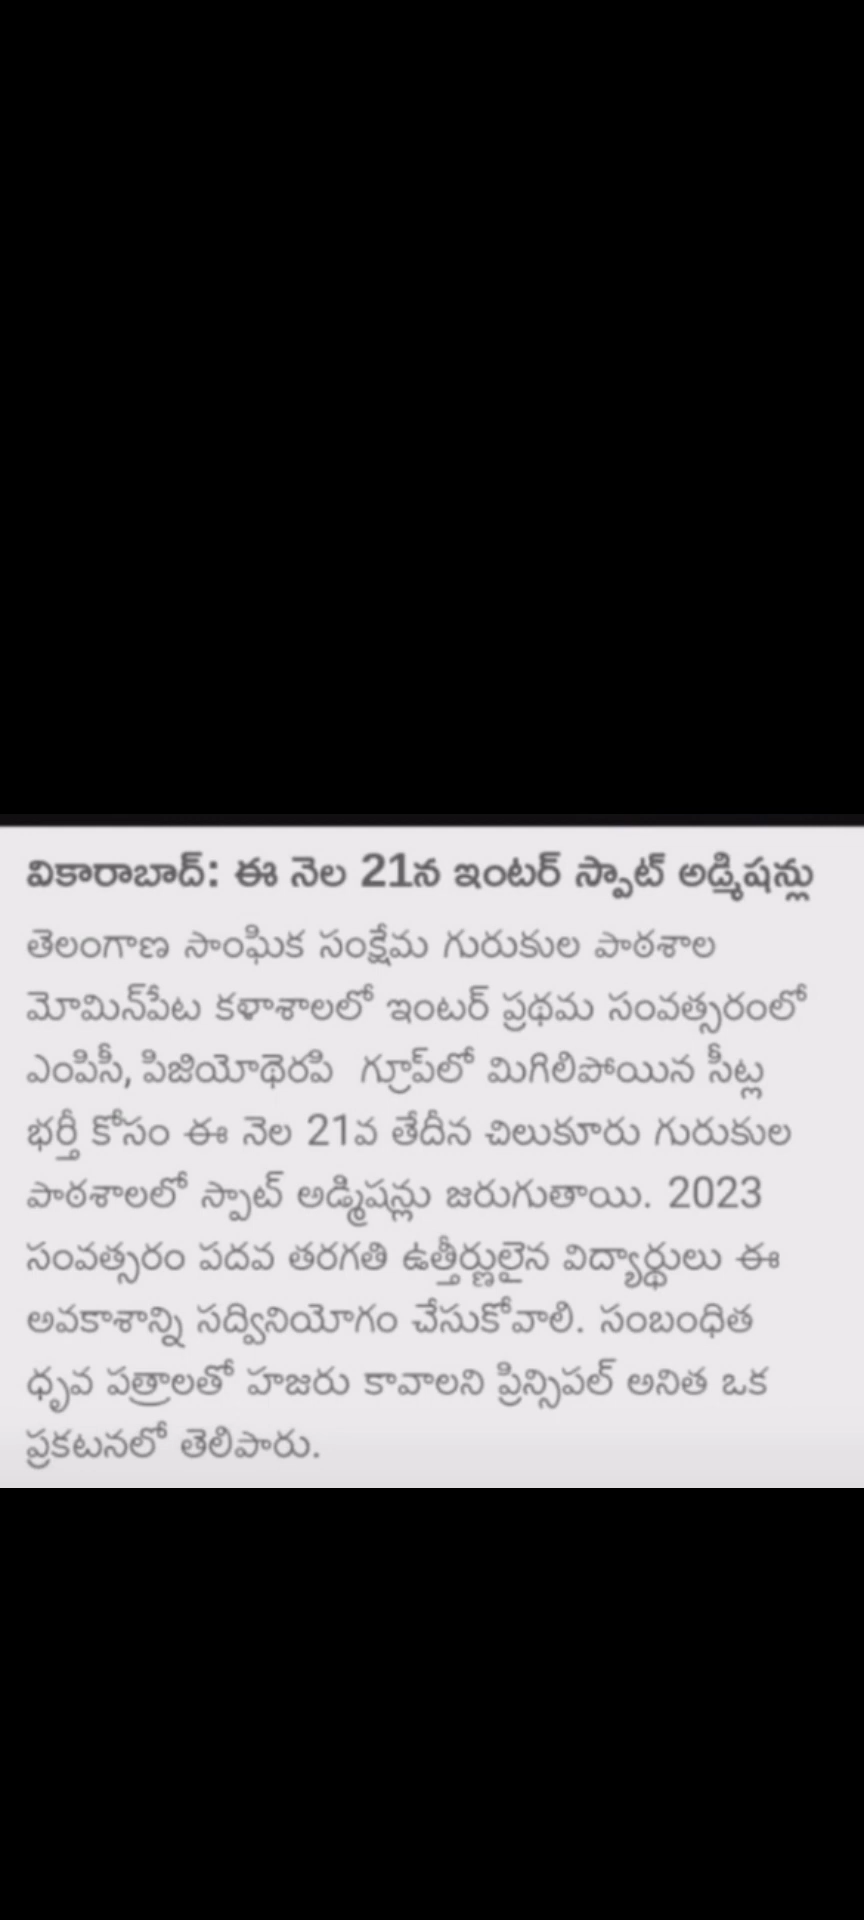 వికారాబాద్: ఈ నెల 21న ఇంటర్ స్పాట్ అడ్మిషన్లు
తెలంగాణ సాంఘిక సంక్షేమ గురుకుల పాఠశాల
మోమిన్‌పేట కళాశాలలో ఇంటర్ ప్రథమ సంవత్సరంలో
ఎంపిసీ, పిజియోథెరపి గ్రూప్‌లో మిగిలిపోయిన సీట్ల
భర్తీ కోసం ఈ నెల 21వ తేదీన చిలుకూరు గురుకుల
పాఠశాలలో స్పాట్ అడ్మిషన్లు జరుగుతాయి. 2023
సంవత్సరం పదవ తరగతి ఉత్తీర్ణులైన విద్యార్థులు ఈ
అవకాశాన్ని సద్వినియోగం చేసుకోవాలి. సంబంధిత
ధృవ పత్రాలతో హజరు కావాలని ప్రిన్సిపల్ అనిత ఒక
ప్రకటనలో తెలిపారు.